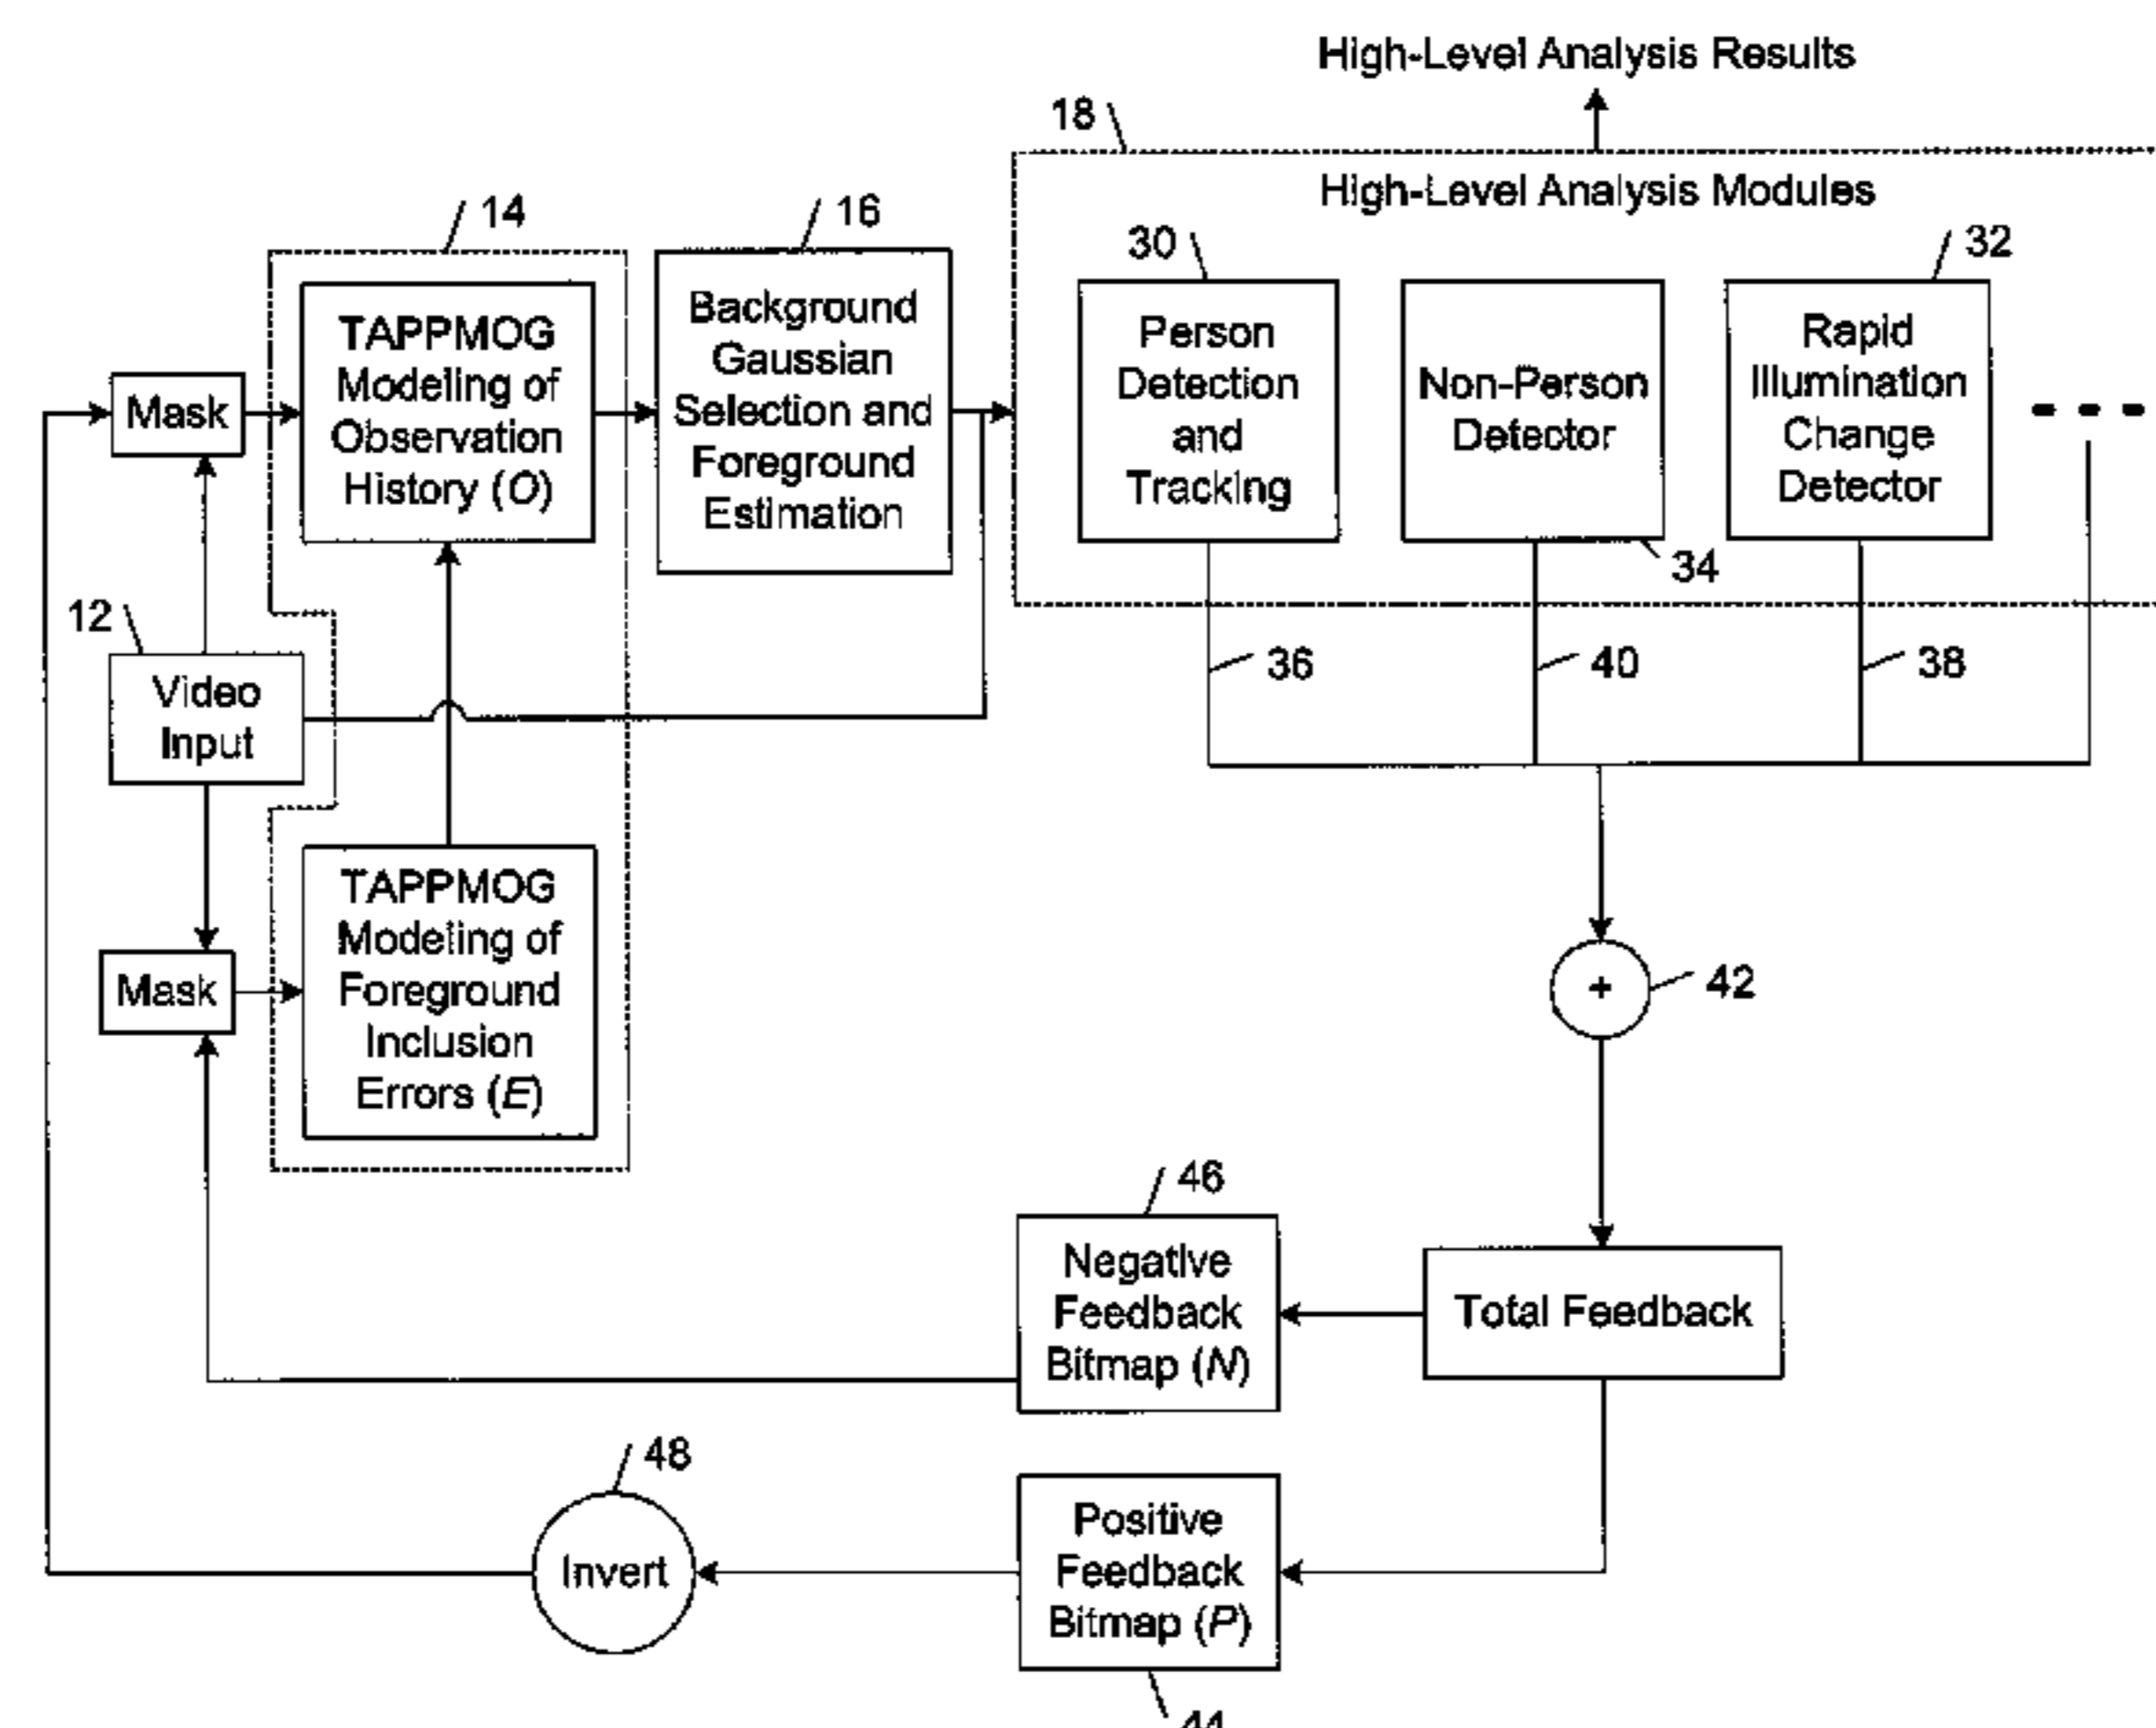 High-Level Analysis Results
18
High-Level Analysis Modules
14
16
30
32
TAPPMOG
Modeling of
Observation
History (O)
Background
Gaussian
Selection and
Foreground
Estimation
Person
Detection
and
Tracking
Non-Person
Detector
Rapid
Illumination
Change
Detector
Mask
34
12
Video
Input
36
40
38
TAPPMOG
Modeling of
Foreground
Inclusion
Errors (E)
Mask
+
42
46
Negative
Feedback
Bitmap (N)
Total Feedback
48
Invert
Positive
Feedback
Bitmap (P)
44